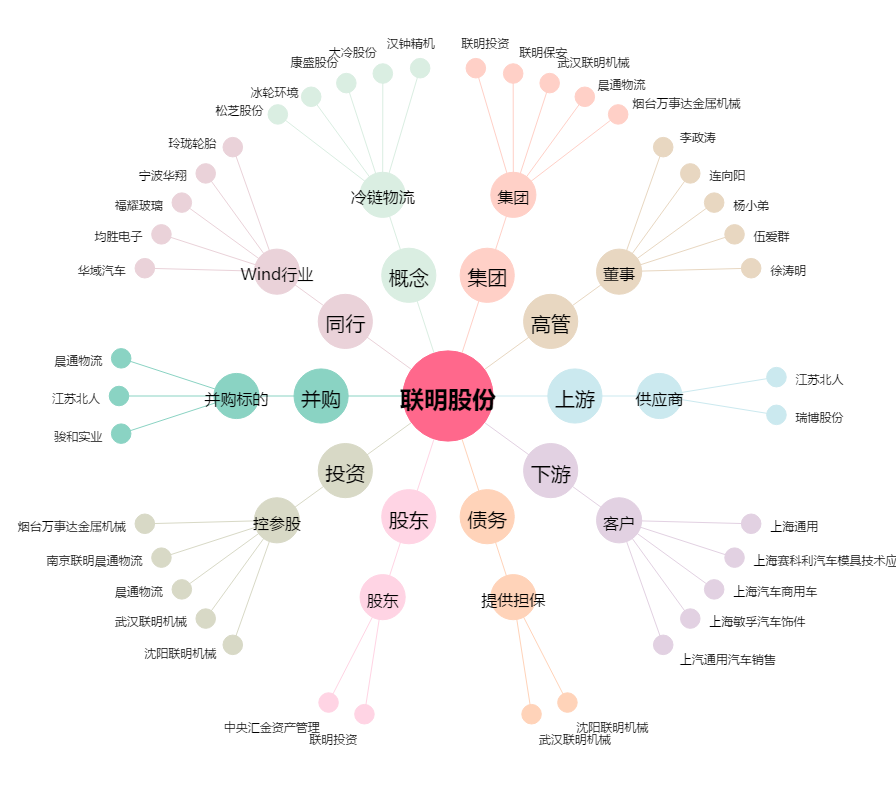 汉钟精机
大冷股份
康盛股份
冰轮环境
松芝股份
联明投资
联明保安
武汉联明机械
晨通物流
烟台万事达金属机械
玲珑轮胎
宁波华翔
福耀玻璃
均胜电子
华域汽车
冷链物流
集团
李政涛
连向阳
杨小弟
伍爱群
徐涛明
Wind行业
概念
集团
董事
同行
高管
晨通物流
江苏北人
骏和实业
并购标的
并购
联明股份
上游
供应商
江苏北人
瑞博股份
投资
下游
控参股
股东
债务
客户
烟台万事达金属机械
南京联明晨通物流
晨通物流
武汉联明机械
沈阳联明机械
股东
提供担保
上海通用
上海赛科利汽车模具技术应
上海汽车商用车
上海敏孚汽车饰件
上汽通用汽车销售
中央汇金资产管理
联明投资
沈阳联明机械
武汉联明机械